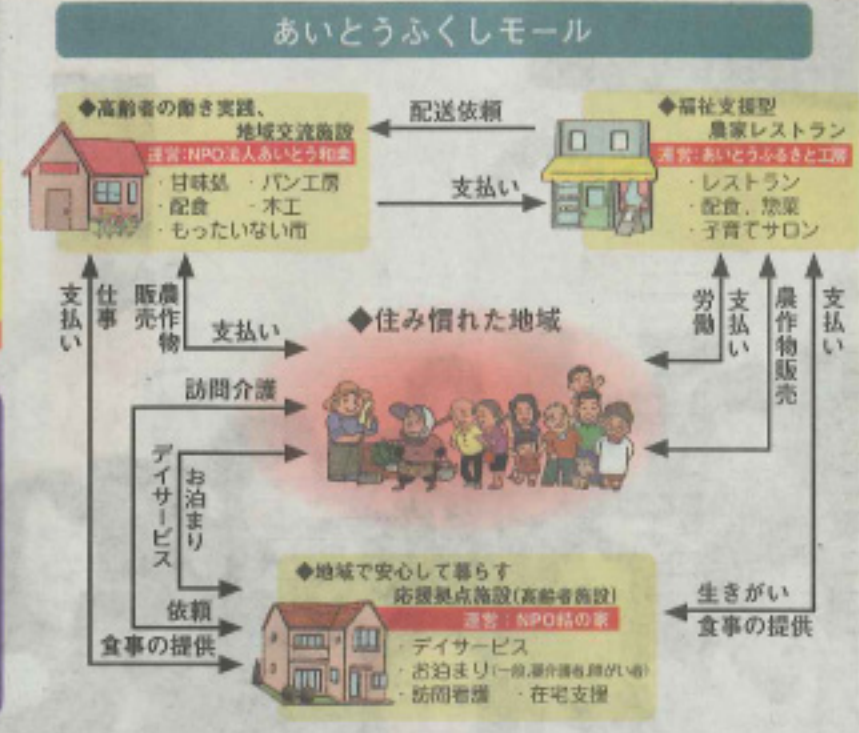 あいとうふくしモール
◆高齢者の働き実践、
地域交流施設
運営:NPO法人あいとう和楽
・甘味処 ・パン工房
・配食 ・木工
・もったいない市
配送依頼
支払い
◆福祉支援型
農家レストラン
運営:あいとうふるさと工房
・レストラン
・配食、惣菜
・子育てサロン
支払い
仕事
農作物
販売
支払い
◆住み慣れた地域
労働
支払い
農作物販売
支払い
訪問介護
デイサービス
お泊まり
依頼
食事の提供
◆地域で安心して暮らす
応援拠点施設(高齢者施設)
運営:NPO結の家
・デイサービス
・お泊まり(一般,要介護者,障がい者)
・訪問看護 ・在宅支援
生きがい
食事の提供